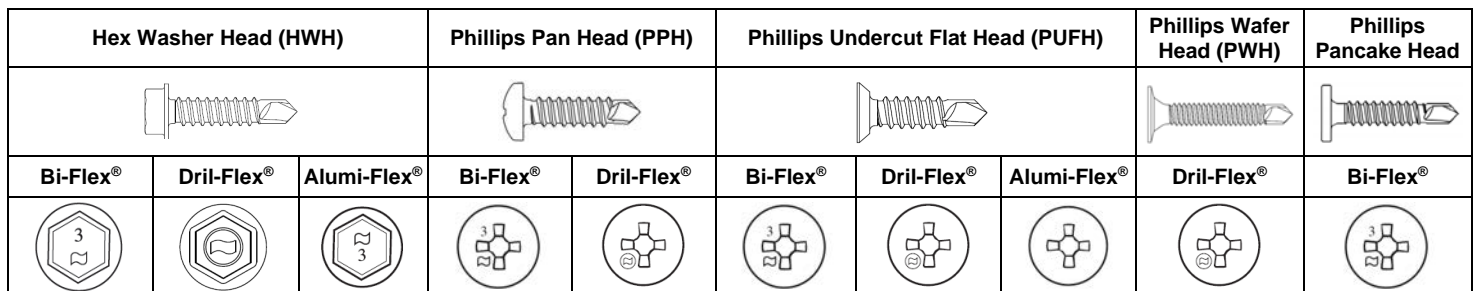 Hex Washer Head (HWH)
Phillips Pan Head (PPH)
Phillips Undercut Flat Head (PUFH)
Phillips Wafer
Head (PWH)
Phillips
Pancake Head
Bi-Flex®
Dril-Flex®
Alumi-Flex®
Bi-Flex®
Dril-Flex®
Bi-Flex®
Dril-Flex®
Alumi-Flex®
Dril-Flex®
Bi-Flex®
3
3
3
3
3